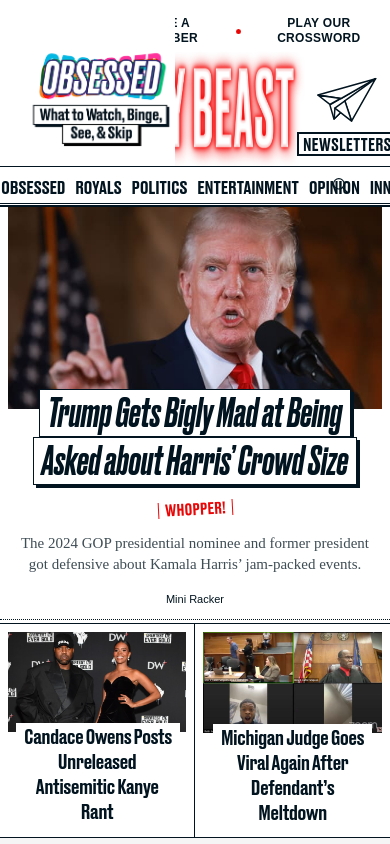 E A
BER
PLAY OUR
CROSSWORD
OBSESSED
What to Watch, Binge,
See, & Skip
Y BEAST
NEWSLETTERS
OBSESSED ROYALS POLITICS ENTERTAINMENT OPINION INN
Trump Gets Bigly Mad at Being
Asked about Harris’ Crowd Size
WHOPPER!
The 2024 GOP presidential nominee and former president
got defensive about Kamala Harris’ jam-packed events.
Mini Racker
DW
DW
Candace Owens Posts
Unreleased
Antisemitic Kanye
Rant
zoom
Michigan Judge Goes
Viral Again After
Defendant’s
Meltdown